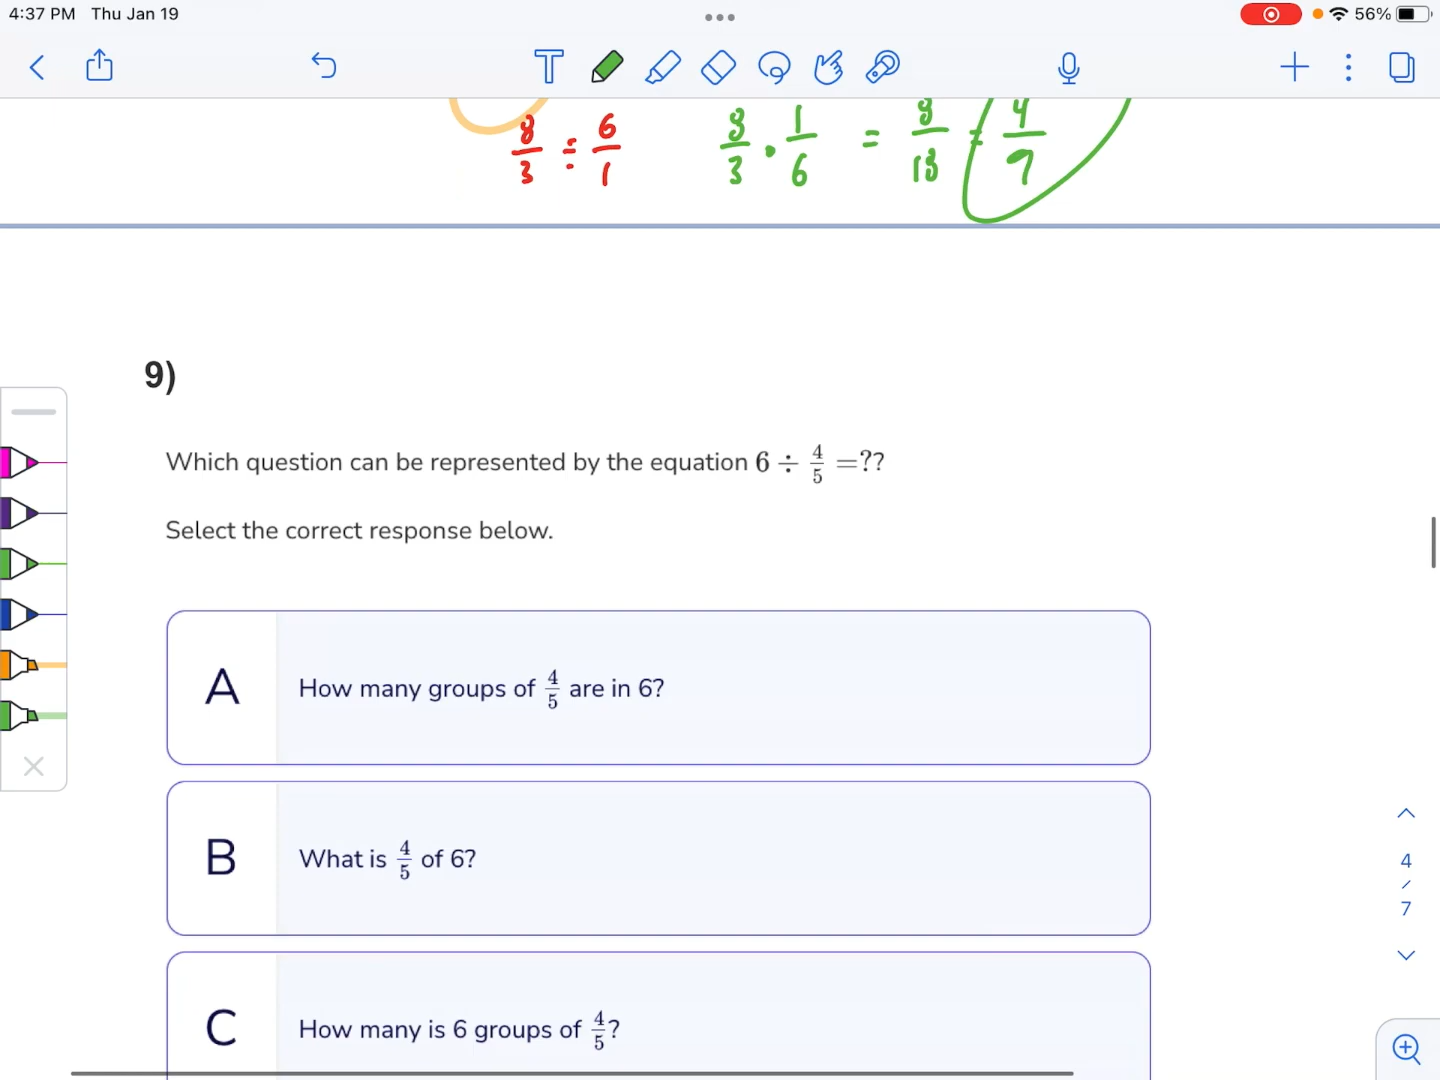 4:37 PM Thu Jan 19
56%
8/3 ÷ 6/1 8/3 · 1/6 = 8/18 = 4/9
9)
Which question can be represented by the equation 6 ÷ 4/5 =??
Select the correct response below.
A How many groups of 4/5 are in 6?
B What is 4/5 of 6?
C How many is 6 groups of 4/5?
4
/
7